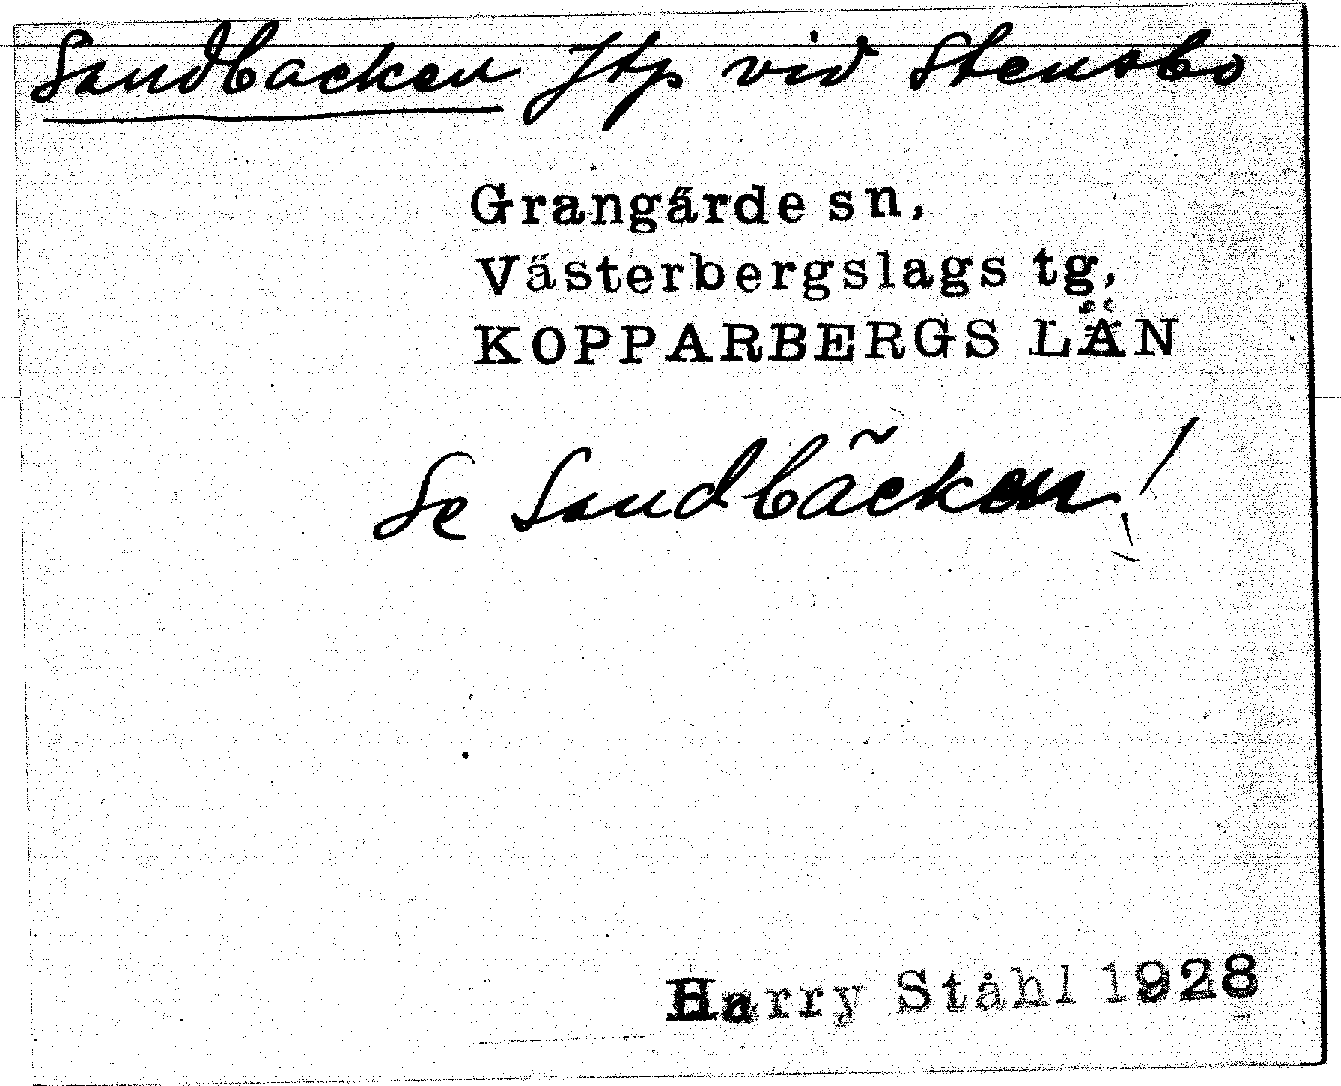 Sandbacken Jtp vid Stensbo
Grangärde sn,
Västerbergslags tg,
KOPPARBERGS LÄN
Se Sandbäcken!
Harry Ståhl 1928